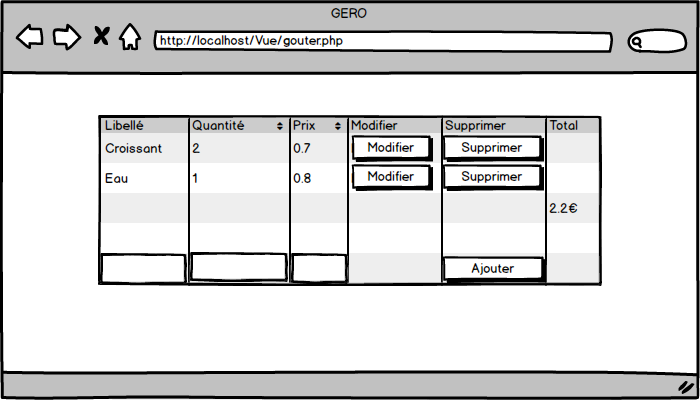 GERO
http://localhost/Vue/gouter.php
Libellé Quantité Prix Modifier Supprimer Total
Croissant 2 0.7 Modifier Supprimer
Eau 1 0.8 Modifier Supprimer
2.2€
Ajouter